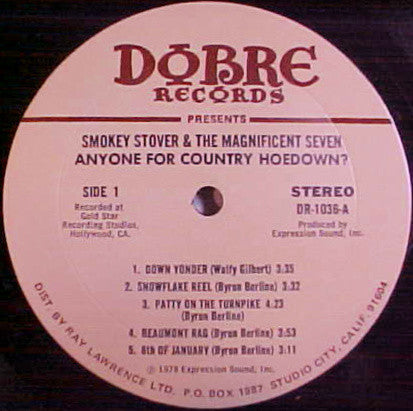 DOBRE
RECORDS
PRESENTS
SMOKEY STOVER & THE MAGNIFICENT SEVEN
ANYONE FOR COUNTRY HOEDOWN?
SIDE 1
Recorded at
Gold Star
Recording Studios,
Hollywood, CA.
STEREO
DR-1036-A
Produced by
Expression Sound, Inc.
1. DOWN YONDER (Wolfy Gilbert) 3:35
2. SNOWFLAKE REEL (Byron Berline) 3:32
3. PATTY ON THE TURNPIKE 4.23
(Byron Berline)
4. BEAUMONT RAG (Byron Berline) 2:53
5. 8th OF JANUARY (Byron Berline) 3:11
© 1978 Expression Sound, Inc.
DIST. BY RAY LAWRENCE LTD. P.O. BOX 1987 STUDIO CITY, CALIF. 91604